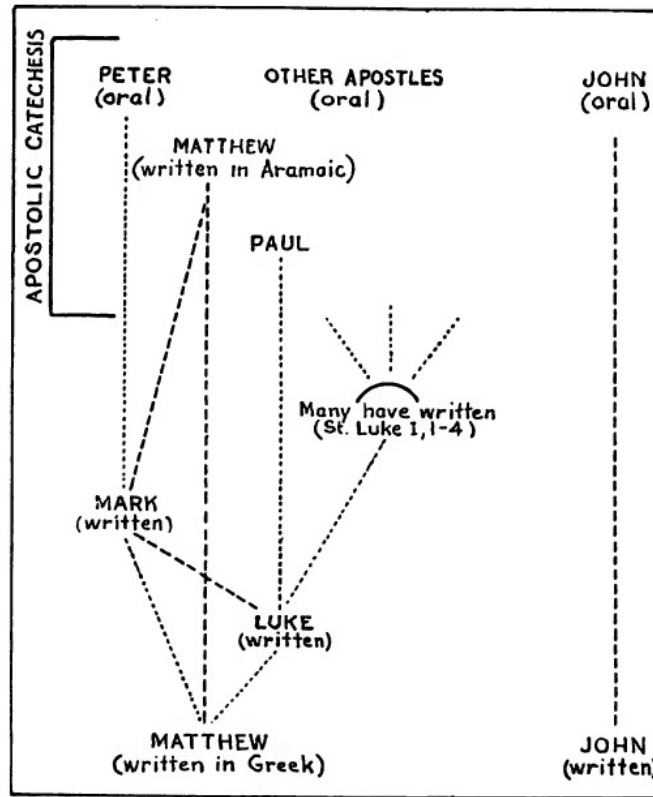 APOSTOLIC CATECHESIS
PETER
(oral)
OTHER APOSTLES
(oral)
JOHN
(oral)
MATTHEW
(written in Aramaic)
PAUL
Many have written
(St. Luke I, 1-4)
MARK
(written)
LUKE
(written)
MATTHEW
(written in Greek)
JOHN
(written)